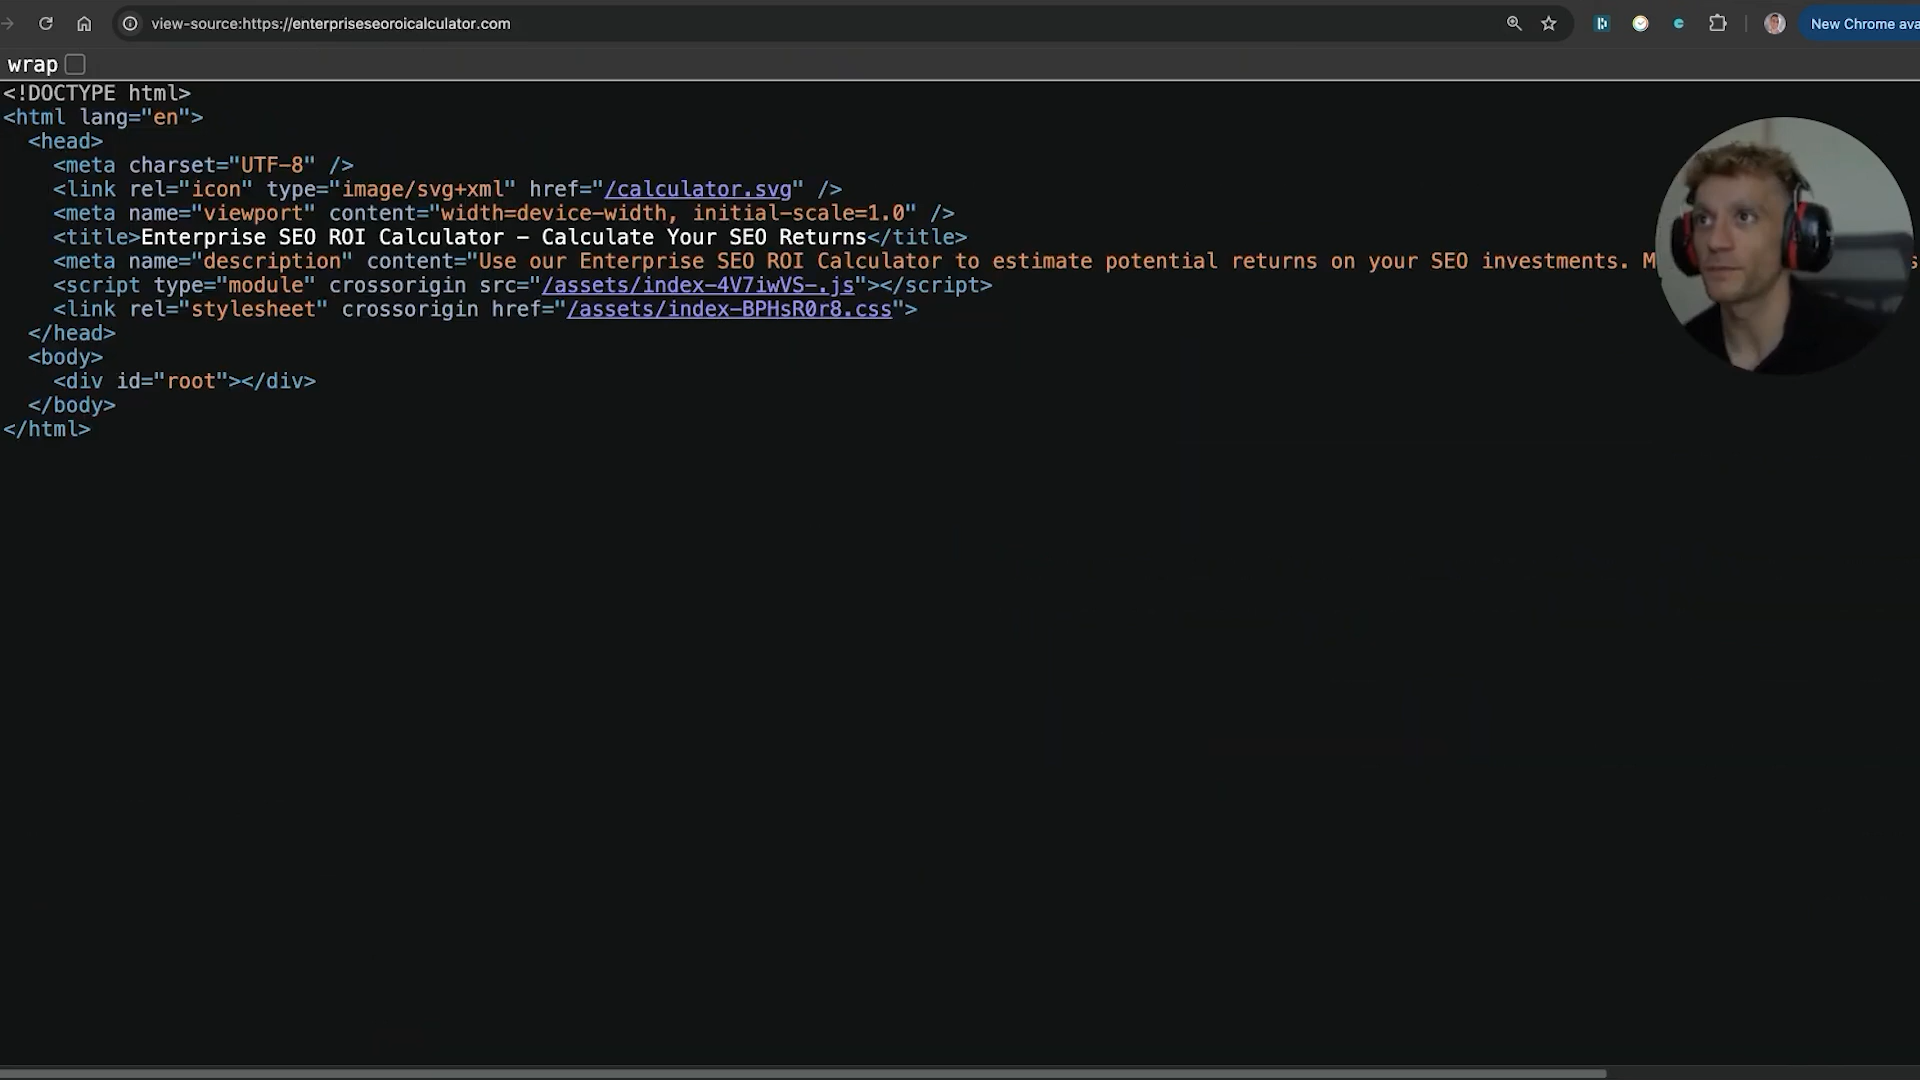 view-source:https://enterpriseseoroicalculator.com
New Chrome ava
wrap
<!DOCTYPE html>
<html lang="en">
<head>
<meta charset="UTF-8" />
<link rel="icon" type="image/svg+xml" href="/calculator.svg" />
<meta name="viewport" content="width=device-width, initial-scale=1.0" />
<title>Enterprise SEO ROI Calculator - Calculate Your SEO Returns</title>
<meta name="description" content="Use our Enterprise SEO ROI Calculator to estimate potential returns on your SEO investments. M
<script type="module" crossorigin src="/assets/index-4V7iwVS-.js"></script>
<link rel="stylesheet" crossorigin href="/assets/index-BPHsR0r8.css">
</head>
<body>
<div id="root"></div>
</body>
</html>